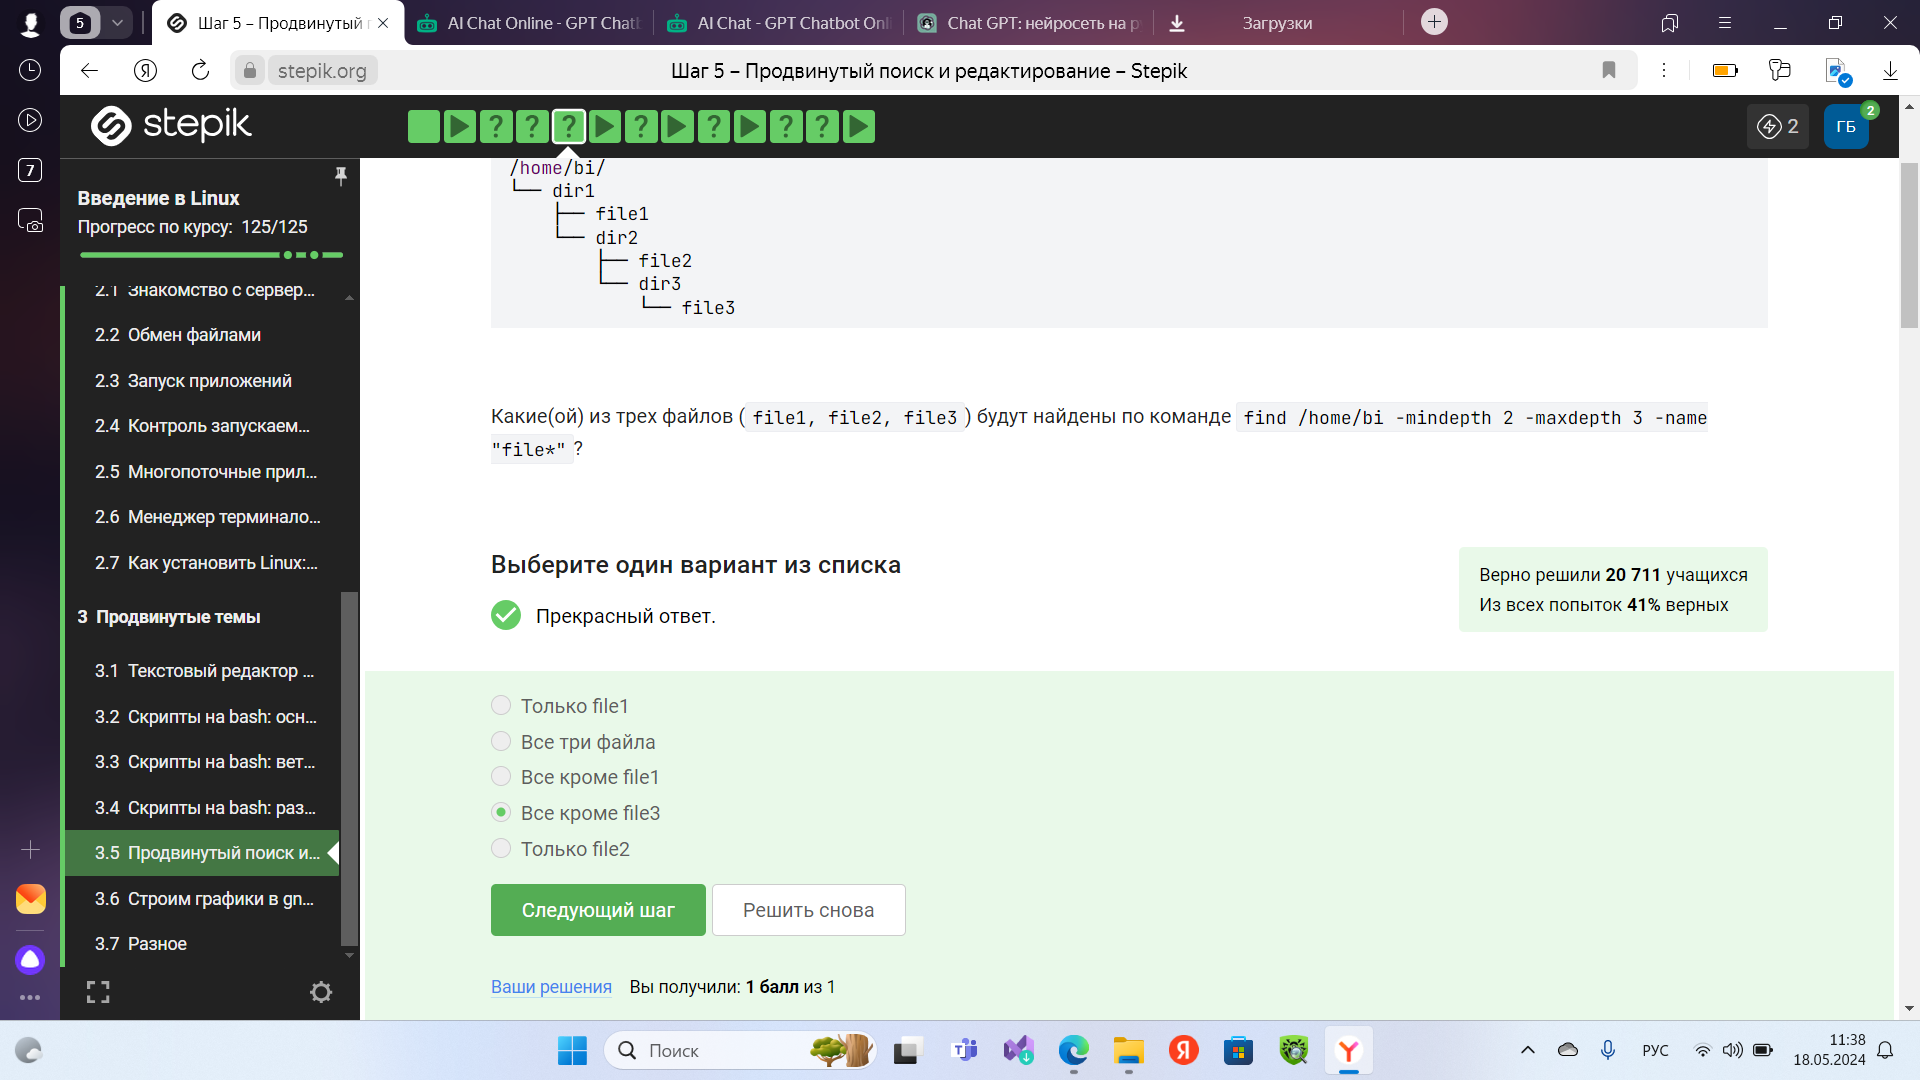 5
Шаг 5 – Продвинутый п
AI Chat Online - GPT Chatb
AI Chat - GPT Chatbot Onl
Chat GPT: нейросеть на ру
Загрузки
stepik.org
Шаг 5 – Продвинутый поиск и редактирование – Stepik
7
stepik
? ? ? ? ? ? ?
2
ГБ
2
Введение в Linux
Прогресс по курсу: 125/125
2.1 Знакомство с сервер...
2.2 Обмен файлами
2.3 Запуск приложений
2.4 Контроль запускаем...
2.5 Многопоточные прил...
2.6 Менеджер терминало...
2.7 Как установить Linux:...
3 Продвинутые темы
3.1 Текстовый редактор ...
3.2 Скрипты на bash: осн...
3.3 Скрипты на bash: вет...
3.4 Скрипты на bash: раз...
3.5 Продвинутый поиск и...
3.6 Строим графики в gn...
3.7 Разное
/home/bi/
└── dir1
    ├── file1
    └── dir2
        ├── file2
        └── dir3
            └── file3
Какие(ой) из трех файлов (file1, file2, file3) будут найдены по команде find /home/bi -mindepth 2 -maxdepth 3 -name
"file*"?
Выберите один вариант из списка
Прекрасный ответ.
Верно решили 20 711 учащихся
Из всех попыток 41% верных
Только file1
Все три файла
Все кроме file1
Все кроме file3
Только file2
Следующий шаг
Решить снова
Ваши решения Вы получили: 1 балл из 1
Поиск
РУС
11:38
18.05.2024